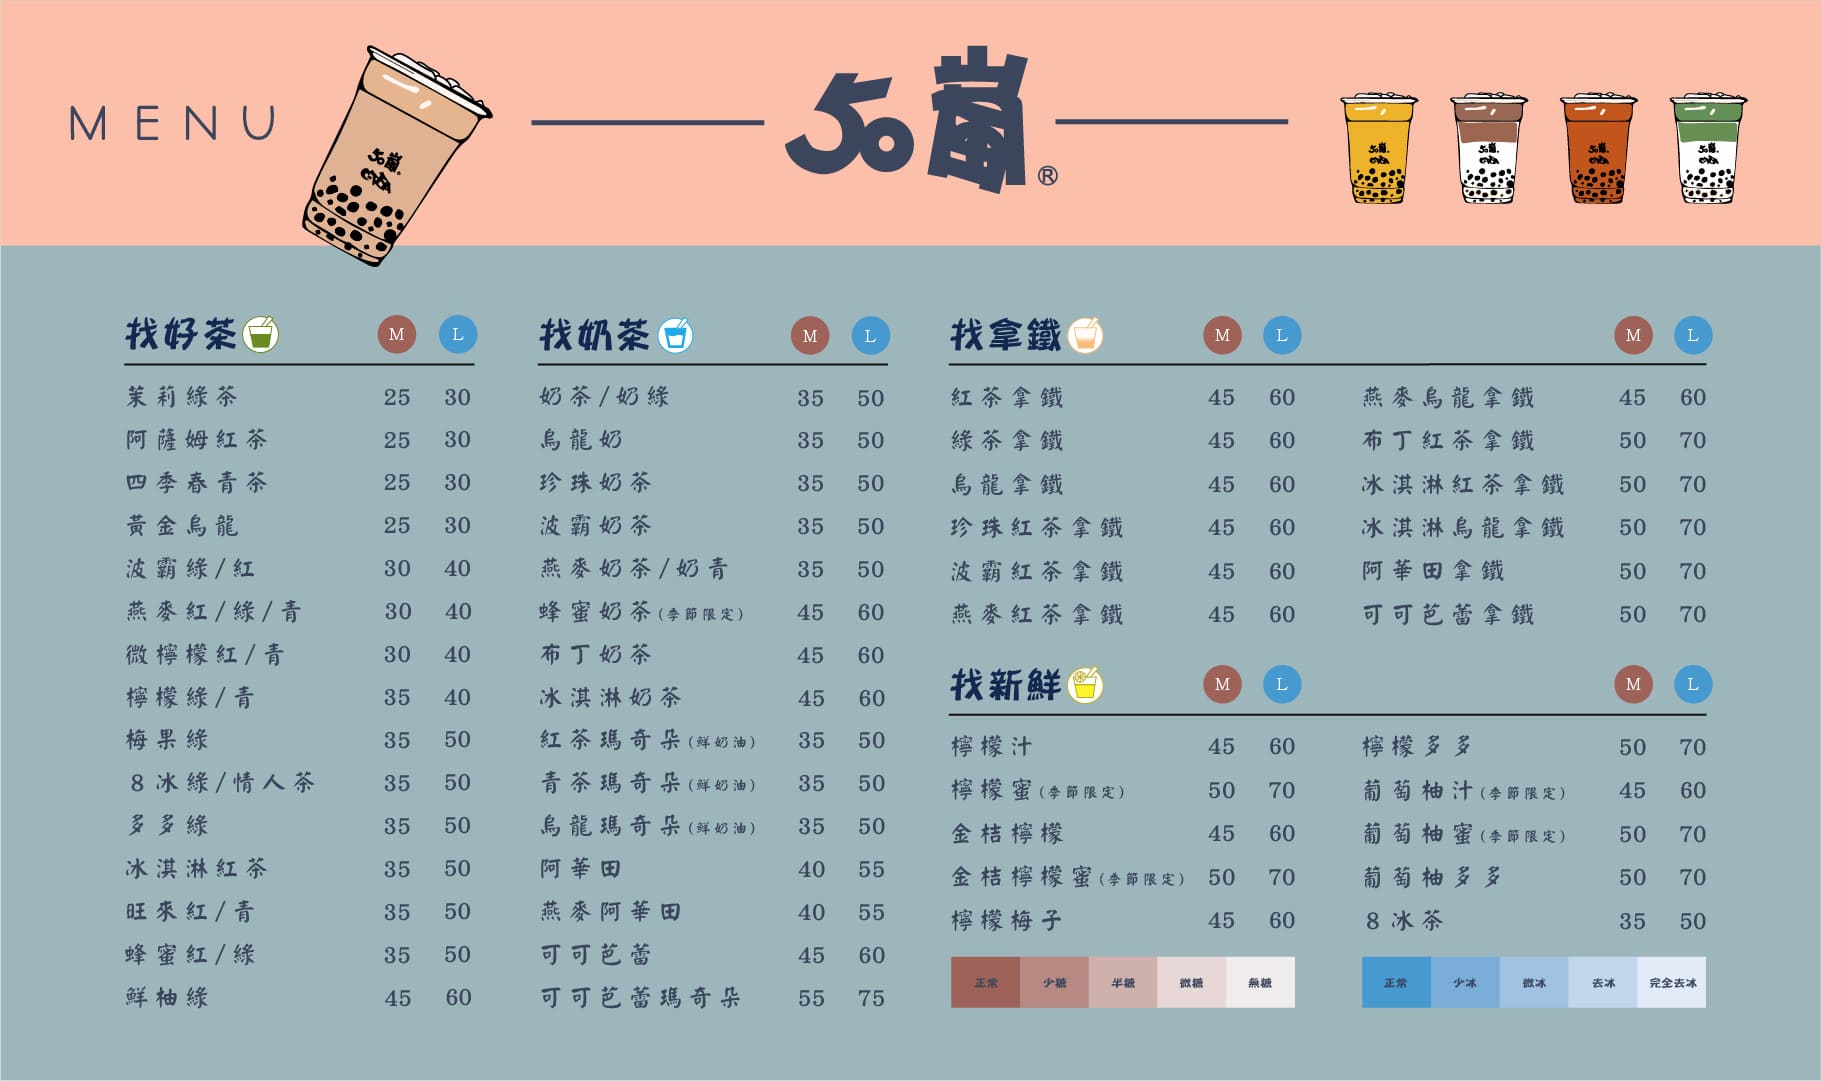 MENU
50嵐®
找好茶 M L
茉莉綠茶 25 30
阿薩姆紅茶 25 30
四季春青茶 25 30
黃金烏龍 25 30
波霸綠/紅 30 40
燕麥紅/綠/青 30 40
微檸檬紅/青 30 40
檸檬綠/青 35 40
梅果綠 35 50
8冰綠/情人茶 35 50
多多綠 35 50
冰淇淋紅茶 35 50
旺來紅/青 35 50
蜂蜜紅/綠 35 50
鮮柚綠 45 60
找奶茶 M L
奶茶/奶綠 35 50
烏龍奶 35 50
珍珠奶茶 35 50
波霸奶茶 35 50
燕麥奶茶/奶青 35 50
蜂蜜奶茶(季節限定) 45 60
布丁奶茶 45 60
冰淇淋奶茶 45 60
紅茶瑪奇朵(鮮奶油) 35 50
青茶瑪奇朵(鮮奶油) 35 50
烏龍瑪奇朵(鮮奶油) 35 50
阿華田 40 55
燕麥阿華田 40 55
可可芭蕾 45 60
可可芭蕾瑪奇朵 55 75
找拿鐵 M L
紅茶拿鐵 45 60
綠茶拿鐵 45 60
烏龍拿鐵 45 60
珍珠紅茶拿鐵 45 60
波霸紅茶拿鐵 45 60
燕麥紅茶拿鐵 45 60
M L
燕麥烏龍拿鐵 45 60
布丁紅茶拿鐵 50 70
冰淇淋紅茶拿鐵 50 70
冰淇淋烏龍拿鐵 50 70
阿華田拿鐵 50 70
可可芭蕾拿鐵 50 70
找新鮮 M L
檸檬汁 45 60
檸檬蜜(季節限定) 50 70
金桔檸檬 45 60
金桔檸檬蜜(季節限定) 50 70
檸檬梅子 45 60
M L
檸檬多多 50 70
葡萄柚汁(季節限定) 45 60
葡萄柚蜜(季節限定) 50 70
葡萄柚多多 50 70
8冰茶 35 50
正常 少糖 半糖 微糖 無糖
正常 少冰 微冰 去冰 完全去冰